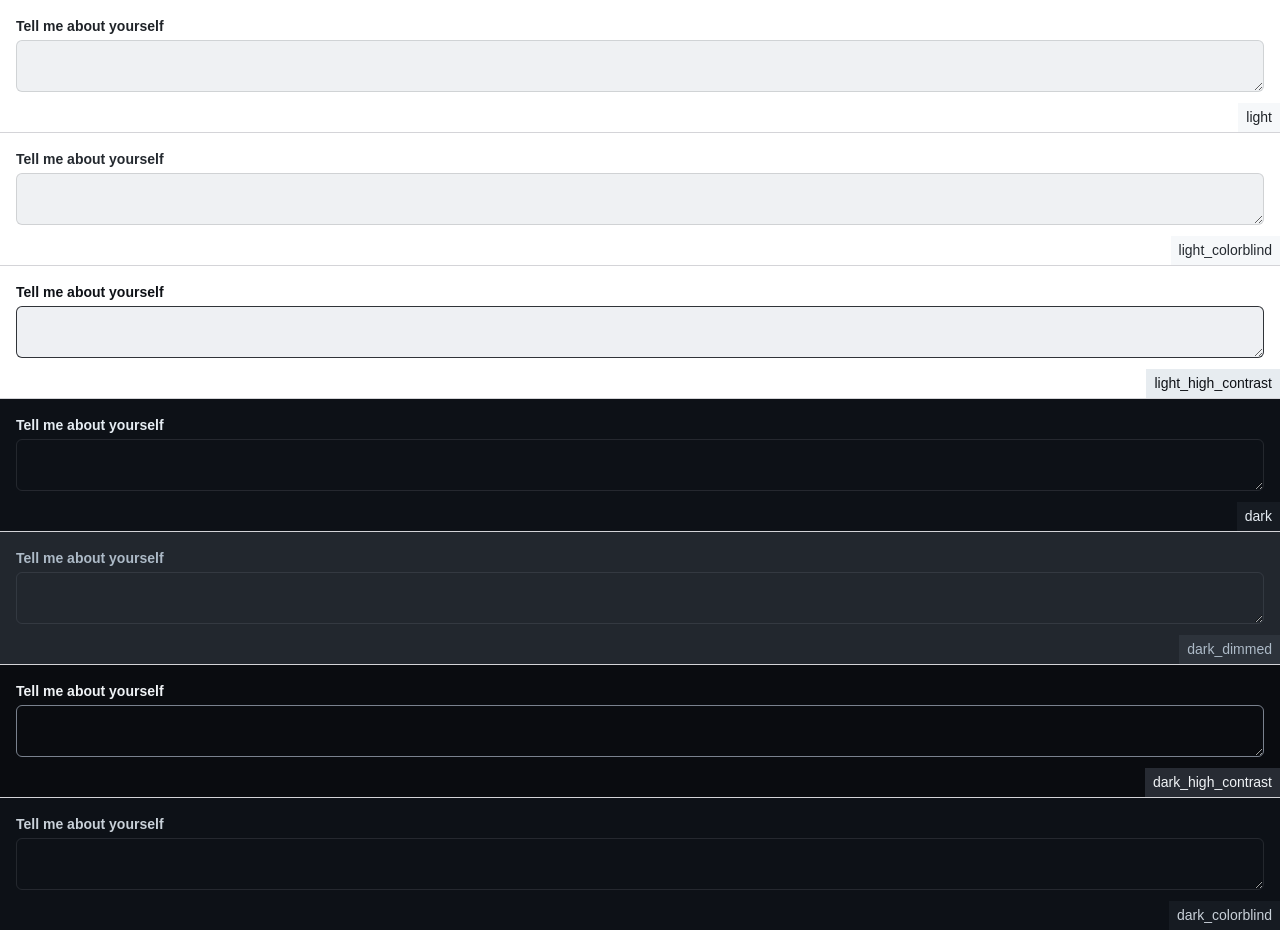 Tell me about yourself
light
Tell me about yourself
light_colorblind
Tell me about yourself
light_high_contrast
Tell me about yourself
dark
Tell me about yourself
dark_dimmed
Tell me about yourself
dark_high_contrast
Tell me about yourself
dark_colorblind